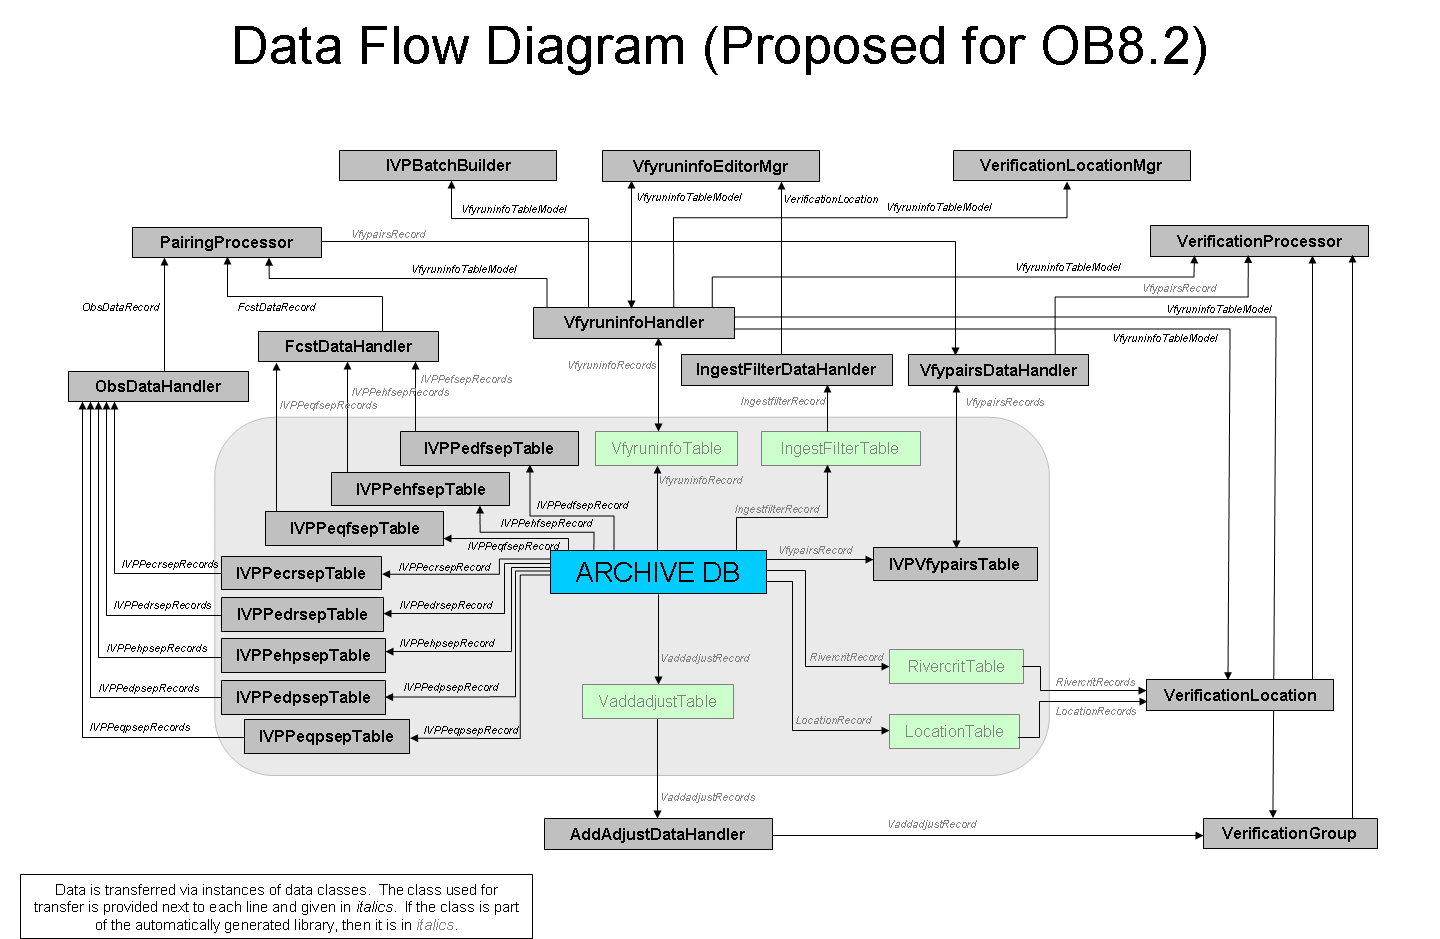 Data Flow Diagram (Proposed for OB8.2)
IVPBatchBuilder
VfyruninfoEditorMgr
VerificationLocationMgr
VfyruninfoTableModel
VfyruninfoTableModel
VerificationLocation
VfyruninfoTableModel
PairingProcessor
VfypairsRecord
VerificationProcessor
VfyruninfoTableModel
VfyruninfoTableModel
VfypairsRecord
ObsDataRecord
FcstDataRecord
VfyruninfoHandler
VfyruninfoTableModel
VfyruninfoTableModel
FcstDataHandler
VfyruninfoRecords
IngestFilterDataHanlder
VfypairsDataHandler
ObsDataHandler
IVPPefsepRecords
IVPPehfsepRecords
IVPPeqfsepRecords
IngestfilterRecord
VfypairsRecords
IVPPedfsepTable
VfyruninfoTable
IngestFilterTable
IVPPehfsepTable
VfyruninfoRecord
IVPPedfsepRecord
IngestfilterRecord
IVPPeqfsepTable
IVPPehfsepRecord
IVPPeqfsepRecord
VfypairsRecord
IVPVfypairsTable
IVPPecrsepRecords
IVPPecrsepTable
IVPPecrsepRecord
ARCHIVE DB
IVPPedrsepRecords
IVPPedrsepTable
IVPPedrsepRecord
IVPPehpsepRecords
IVPPehpsepTable
IVPPehpsepRecord
VaddadjustRecord
RivercritRecord
RivercritTable
RivercritRecords
IVPPedpsepRecords
IVPPedpsepTable
IVPPedpsepRecord
VaddadjustTable
VerificationLocation
LocationRecords
IVPPeqpsepRecords
IVPPeqpsepTable
IVPPeqpsepRecord
LocationRecord
LocationTable
VaddadjustRecords
AddAdjustDataHandler
VaddadjustRecord
VerificationGroup
Data is transferred via instances of data classes.  The class used for
transfer is provided next to each line and given in italics.  If the class is part
of the automatically generated library, then it is in italics.